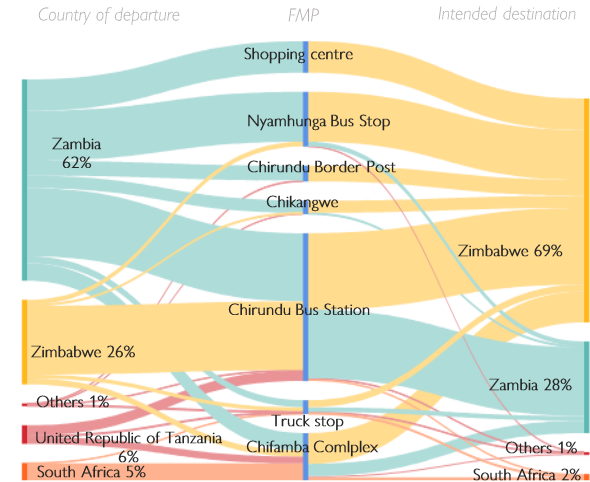 Country of departure
FMP
Intended destination
Shopping centre
Nyamhunga Bus Stop
Zambia
62%
Chirundu Border Post
Chikangwe
Zimbabwe 69%
Chirundu Bus Station
Zimbabwe 26%
Zambia 28%
Others 1%
Truck stop
United Republic of Tanzania
6%
Chifamba Comlplex
Others 1%
South Africa 5%
South Africa 2%